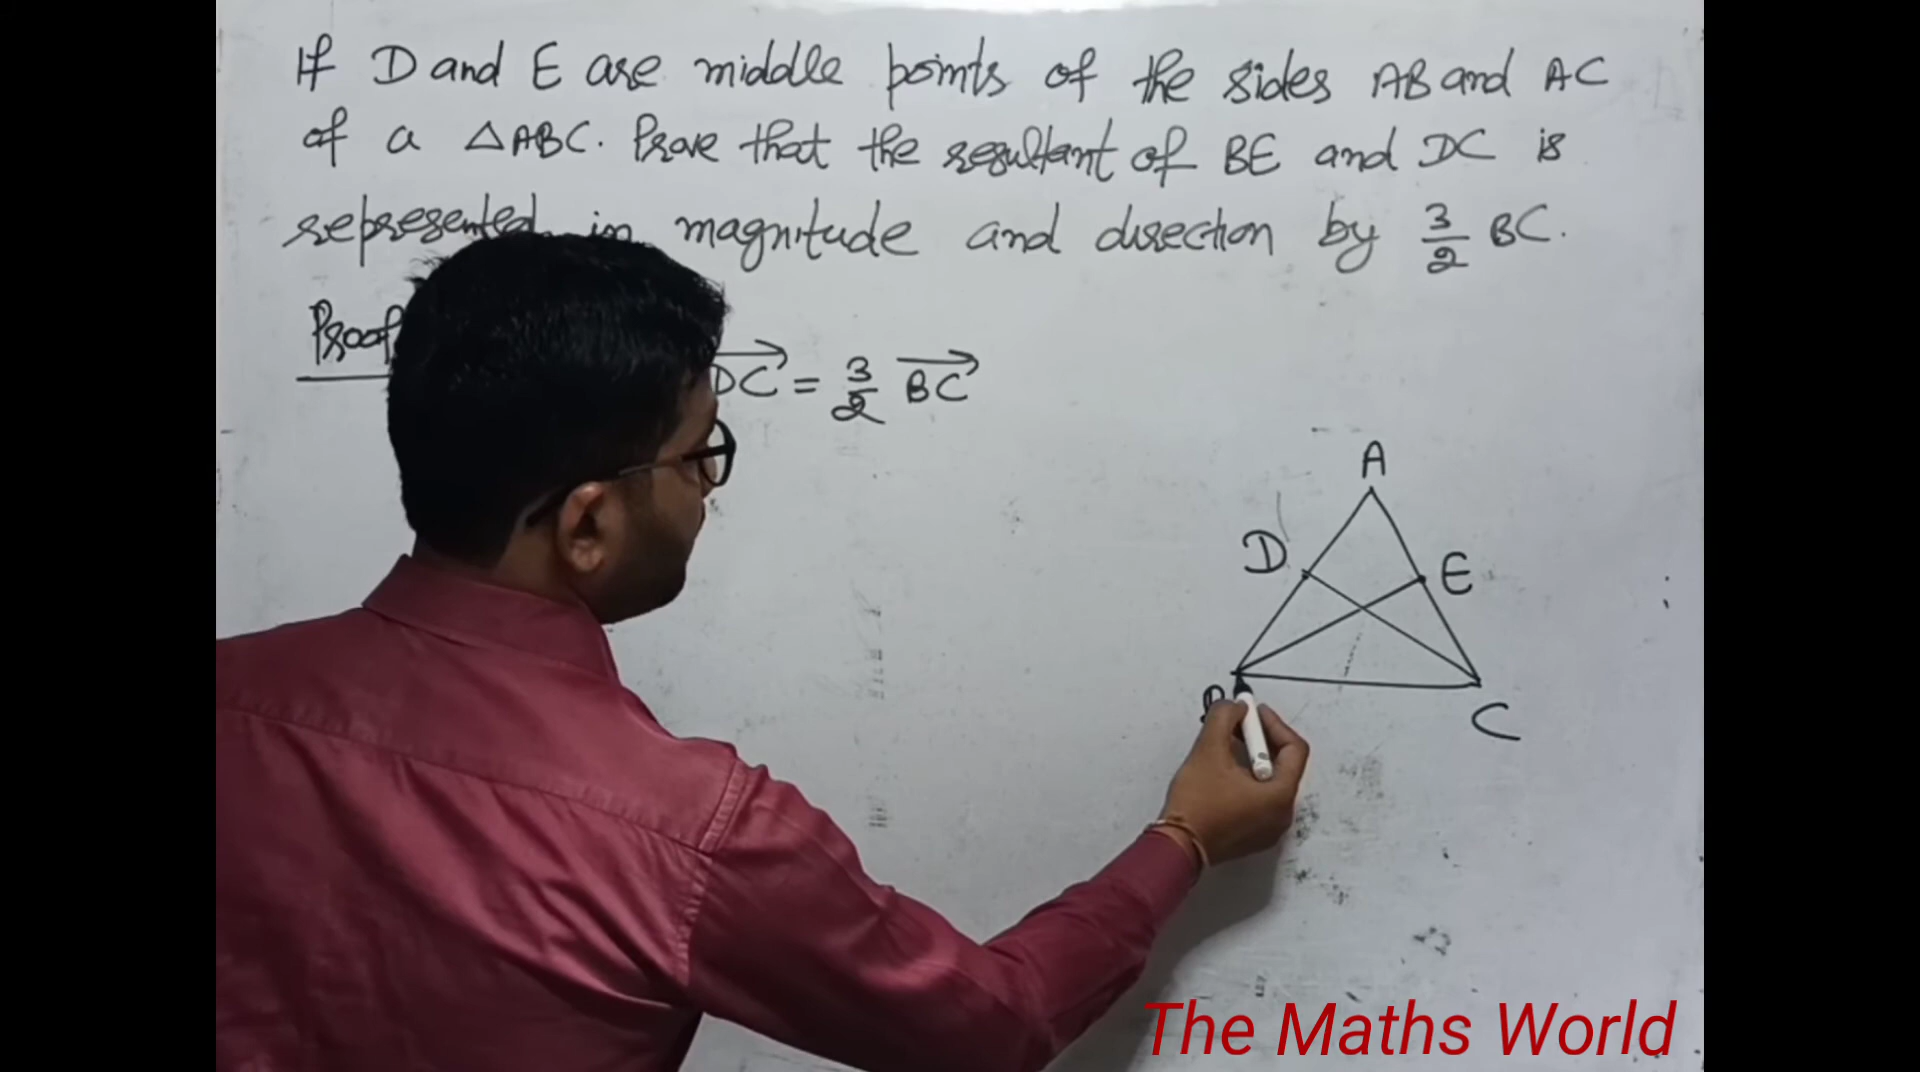 If D and E are middle points of the sides AB and AC
of a △ABC. Prove that the resultant of BE and DC is
represented in magnitude and direction by 3/2 BC.
Proof
DC = 3/2 BC
A
D
E
C
The Maths World